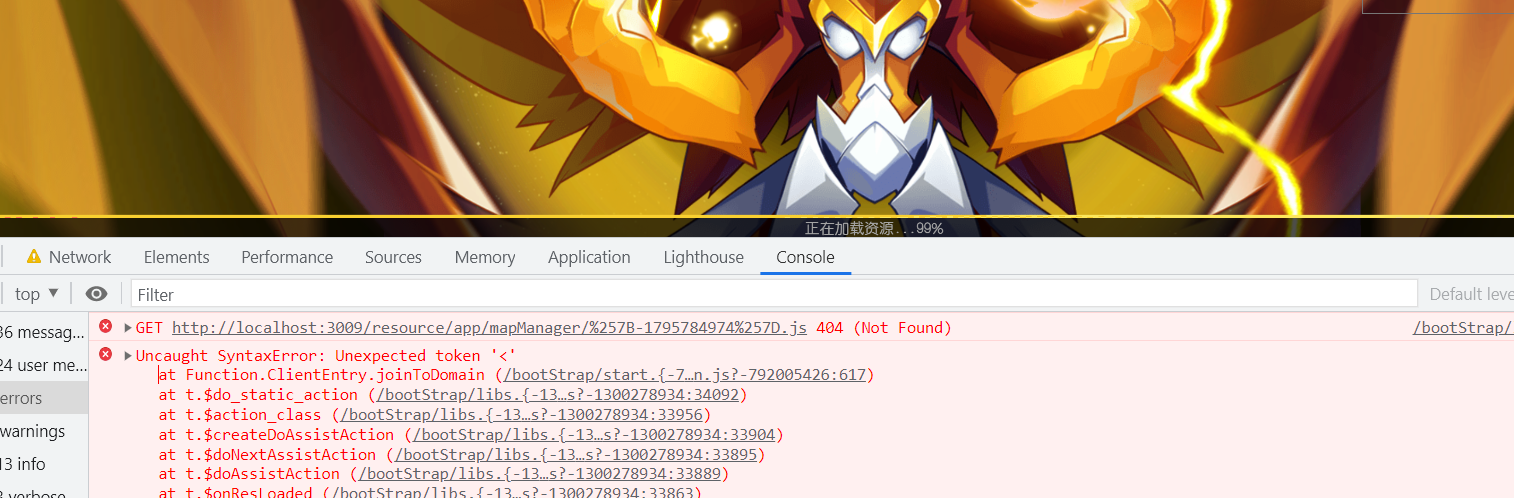 正在加载资源...99%
Network Elements Performance Sources Memory Application Lighthouse Console
top ▼ Filter Default leve
36 messag... GET http://localhost:3009/resource/app/mapManager/%257B-1795784974%257D.js 404 (Not Found) /bootStrap/
Uncaught SyntaxError: Unexpected token '<'
24 user me... at Function.ClientEntry.joinToDomain (/bootStrap/start.{-7…n.js?-792005426:617)
errors at t.$do_static_action (/bootStrap/libs.{-13…s?-1300278934:34092)
at t.$action_class (/bootStrap/libs.{-13…s?-1300278934:33956)
warnings at t.$createDoAssistAction (/bootStrap/libs.{-13…s?-1300278934:33904)
at t.$doNextAssistAction (/bootStrap/libs.{-13…s?-1300278934:33895)
13 info at t.$doAssistAction (/bootStrap/libs.{-13…s?-1300278934:33889)
verbose at t.$onResLoaded (/bootStrap/libs.{-13…s?-1300278934:33863)